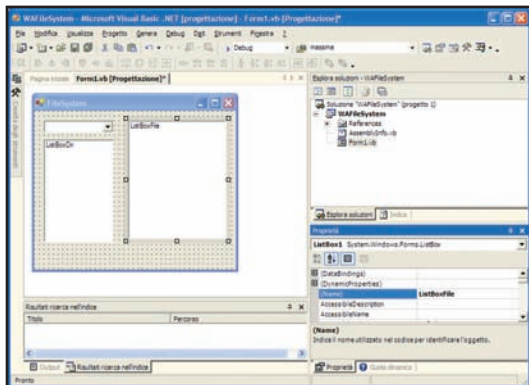 WAFileSystem - Microsoft Visual Basic .NET [progettazione] - Form1.vb [Progettazione]*
File Modifica Visualizza Progetto Genera Debug Dati Strumenti Finestra ?
Debug massime
Pagina iniziale Form1.vb [Progettazione]*
Casella degli strumenti
FileSystem
ListBoxDir
ListBoxFile
Esplora soluzioni - WAFileSystem
Soluzione 'WAFileSystem' (progetto 1)
WAFileSystem
References
AssemblyInfo.vb
Form1.vb
Esplora soluzioni Indice
Proprietà
ListBox1 System.Windows.Forms.ListBox
(DataBindings)
(DynamicProperties)
(Name) ListBoxFile
AccessibleDescription
AccessibleName
(Name)
Indica il nome utilizzato nel codice per identificare l'oggetto.
Proprietà Guida dinamica
Risultati ricerca nell'indice
Titolo Percorso
Output Risultati ricerca nell'indice
Pronto